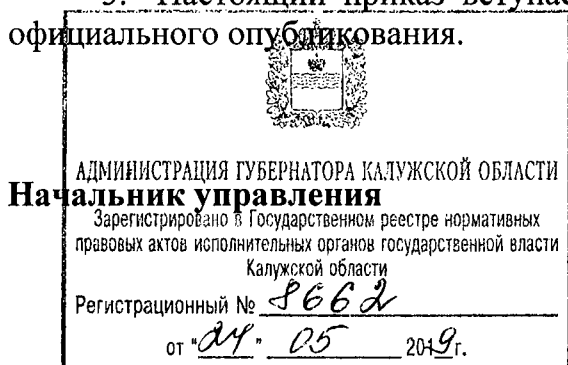 3. Настоящий приказ вступает
официального опубликования.
АДМИНИСТРАЦИЯ ГУБЕРНАТОРА КАЛУЖСКОЙ ОБЛАСТИ
Начальник управления
Зарегистрировано в Государственном реестре нормативных
правовых актов исполнительных органов государственной власти
Калужской области
Регистрационный № 8662
от "24" 05 2019г.